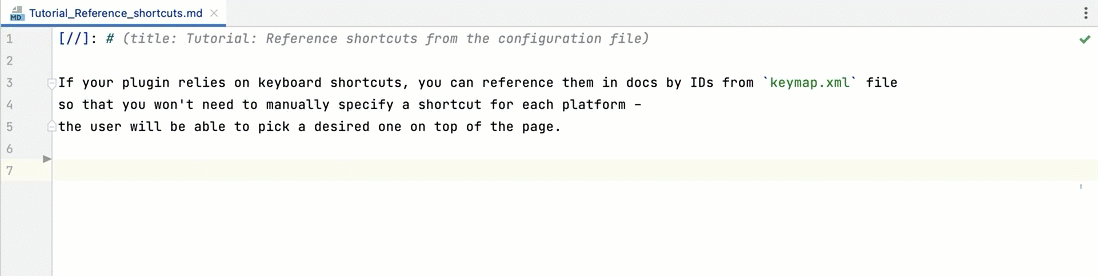 MD Tutorial_Reference_shortcuts.md
1 [//]: # (title: Tutorial: Reference shortcuts from the configuration file)
2
3 If your plugin relies on keyboard shortcuts, you can reference them in docs by IDs from `keymap.xml` file
4 so that you won't need to manually specify a shortcut for each platform –
5 the user will be able to pick a desired one on top of the page.
6
7